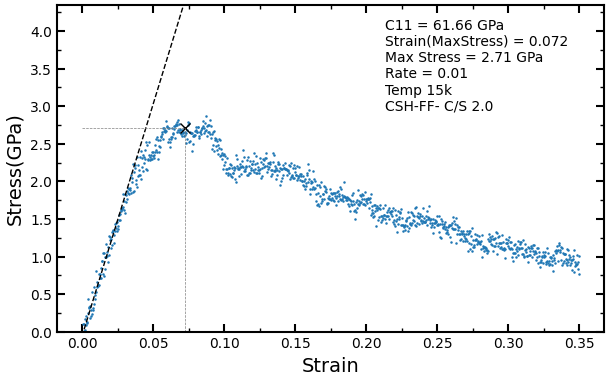 C11 = 61.66 GPa
Strain(MaxStress) = 0.072
Max Stress = 2.71 GPa
Rate = 0.01
Temp 15k
CSH-FF- C/S 2.0
Stress(GPa)
4.0
3.5
3.0
2.5
2.0
1.5
1.0
0.5
0.0
0.00 0.05 0.10 0.15 0.20 0.25 0.30 0.35
Strain